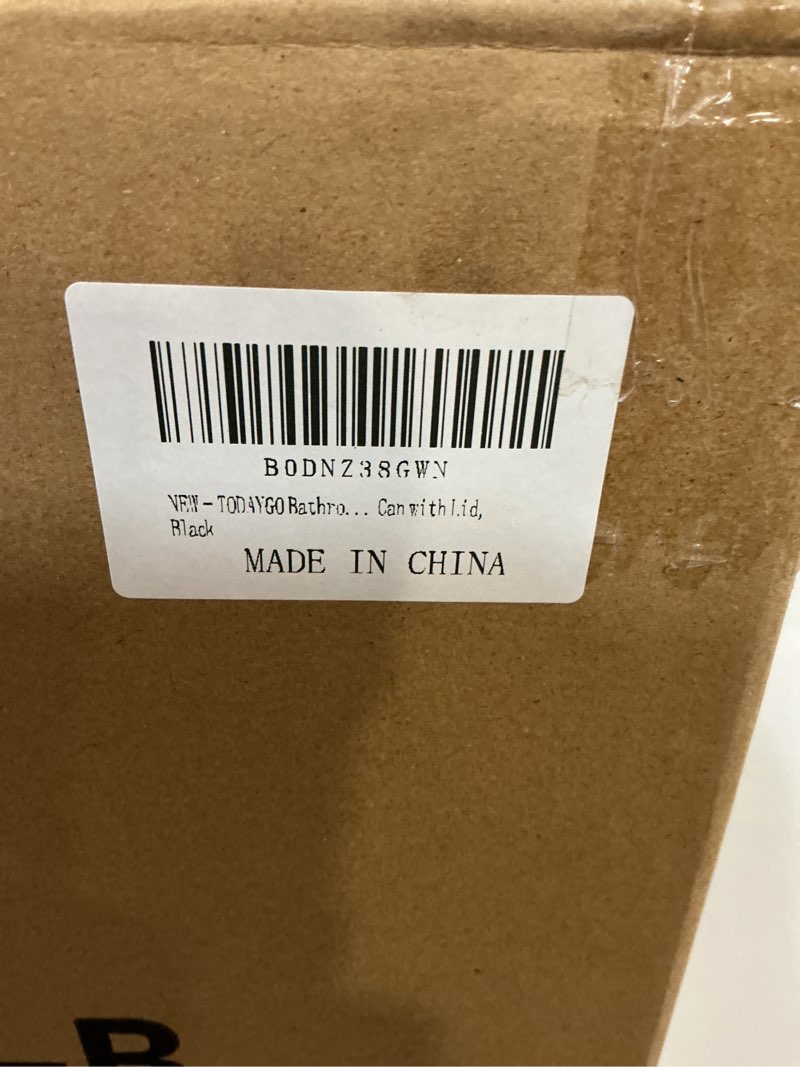 B0DNZ38GWN
NEW - TODAYGO Bathro... Can with Lid,
Black
MADE IN CHINA
-B